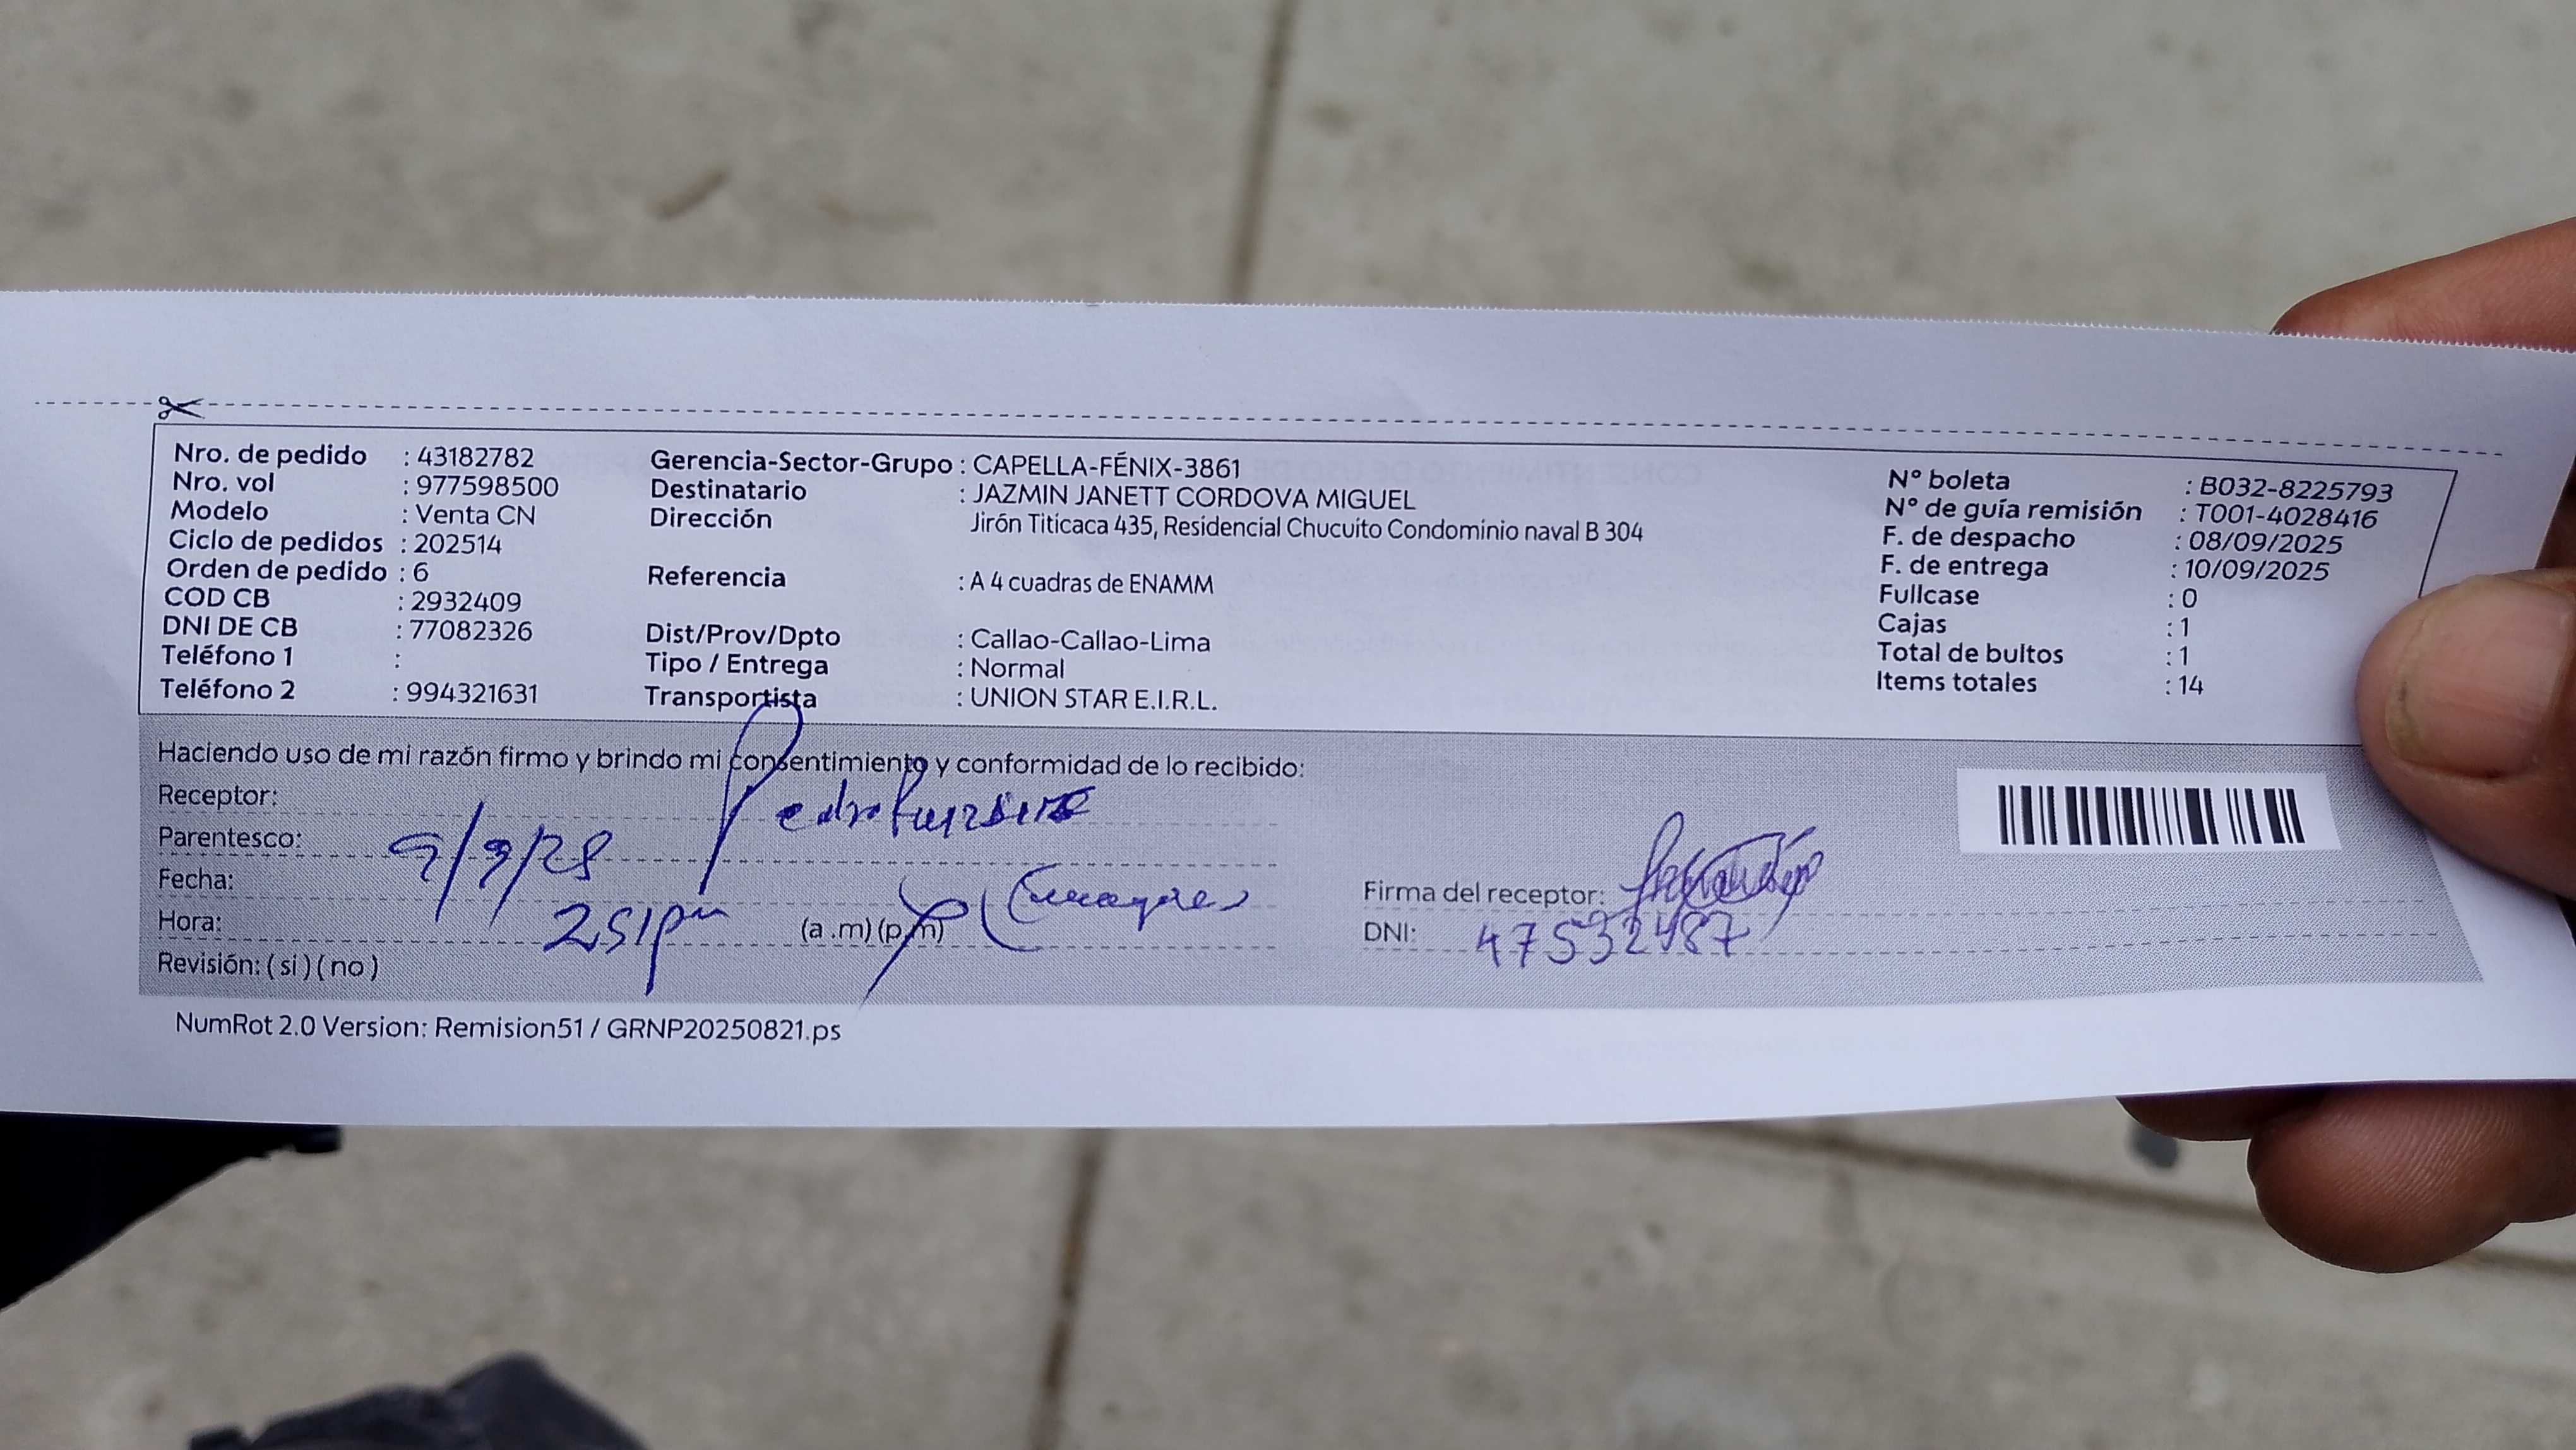 Nro. de pedido : 43182782
Nro. vol : 977598500
Modelo : Venta CN
Ciclo de pedidos : 202514
Orden de pedido : 6
COD CB : 2932409
DNI DE CB : 77082326
Teléfono 1 :
Teléfono 2 : 994321631
Gerencia-Sector-Grupo : CAPELLA-FÉNIX-3861
Destinatario : JAZMIN JANETT CORDOVA MIGUEL
Dirección Jirón Titicaca 435, Residencial Chucuito Condominio naval B 304
Referencia : A 4 cuadras de ENAMM
Dist/Prov/Dpto : Callao-Callao-Lima
Tipo / Entrega : Normal
Transportista : UNION STAR E.I.R.L.
N° boleta : B032-8225793
N° de guía remisión : T001-4028416
F. de despacho : 08/09/2025
F. de entrega : 10/09/2025
Fullcase : 0
Cajas : 1
Total de bultos : 1
Items totales : 14
Haciendo uso de mi razón firmo y brindo mi consentimiento y conformidad de lo recibido:
Receptor: Pedro
Parentesco:
Fecha: 9/9/25
Hora: 251pm (a .m) (p.m)
Revisión: ( si ) ( no )
Firma del receptor:
DNI: 47532487
NumRot 2.0 Version: Remision51 / GRNP20250821.ps